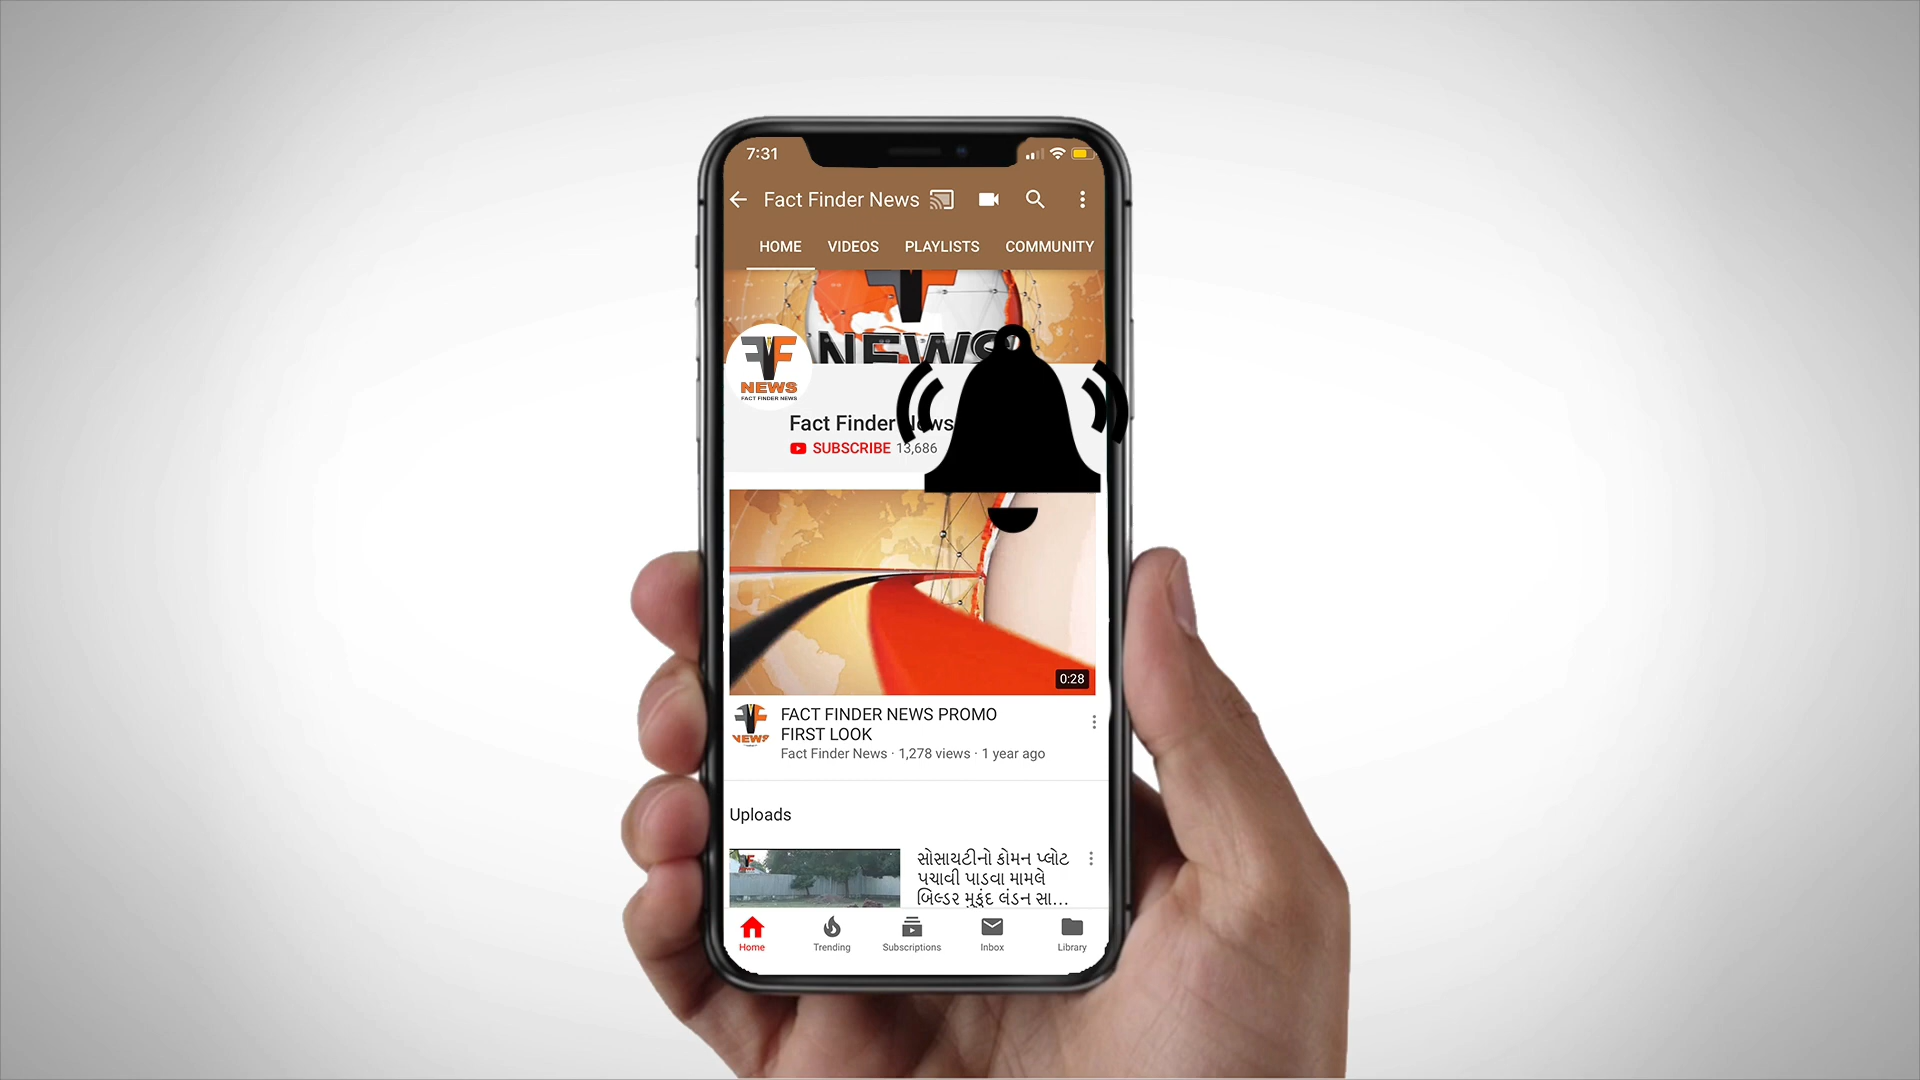 7:31
Fact Finder News
HOME VIDEOS PLAYLISTS COMMUNITY
NEWS
NEWS
FACT FINDER NEWS
Fact Finder News
SUBSCRIBE 13,686
0:28
FACT FINDER NEWS PROMO
FIRST LOOK
Fact Finder News · 1,278 views · 1 year ago
NEWS
Uploads
સોસાયટીનો કોમન પ્લોટ
પચાવી પાડવા મામલે
બિલ્ડર મૂકુંદ લંડન સા...
Home Trending Subscriptions Inbox Library